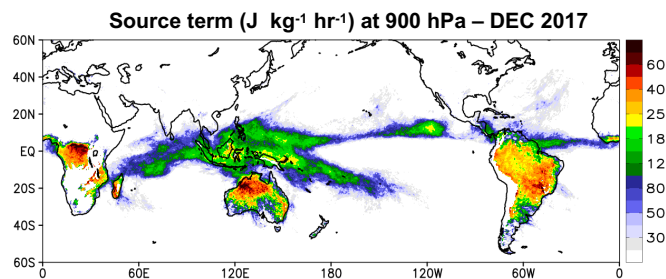 Source term (J kg-1 hr-1) at 900 hPa – DEC 2017
60N
40N
20N
EQ
20S
40S
60S
0
60E
120E
180
120W
60W
0
60
40
25
18
12
80
50
30